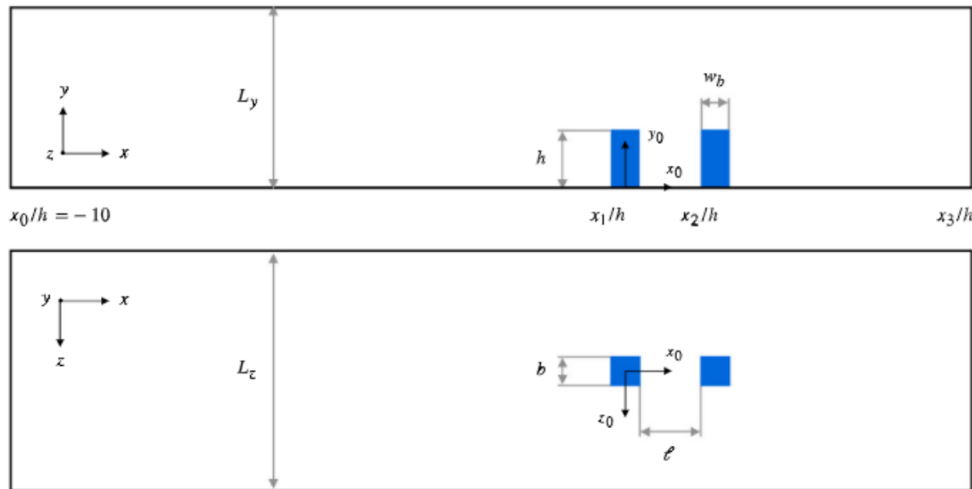 w_b
y
L_y
y_0
h
x_0
z
x
x_0/h = − 10
x_1/h
x_2/h
x_3/h
y
x
x_0
b
L_z
z
z_0
ℓ